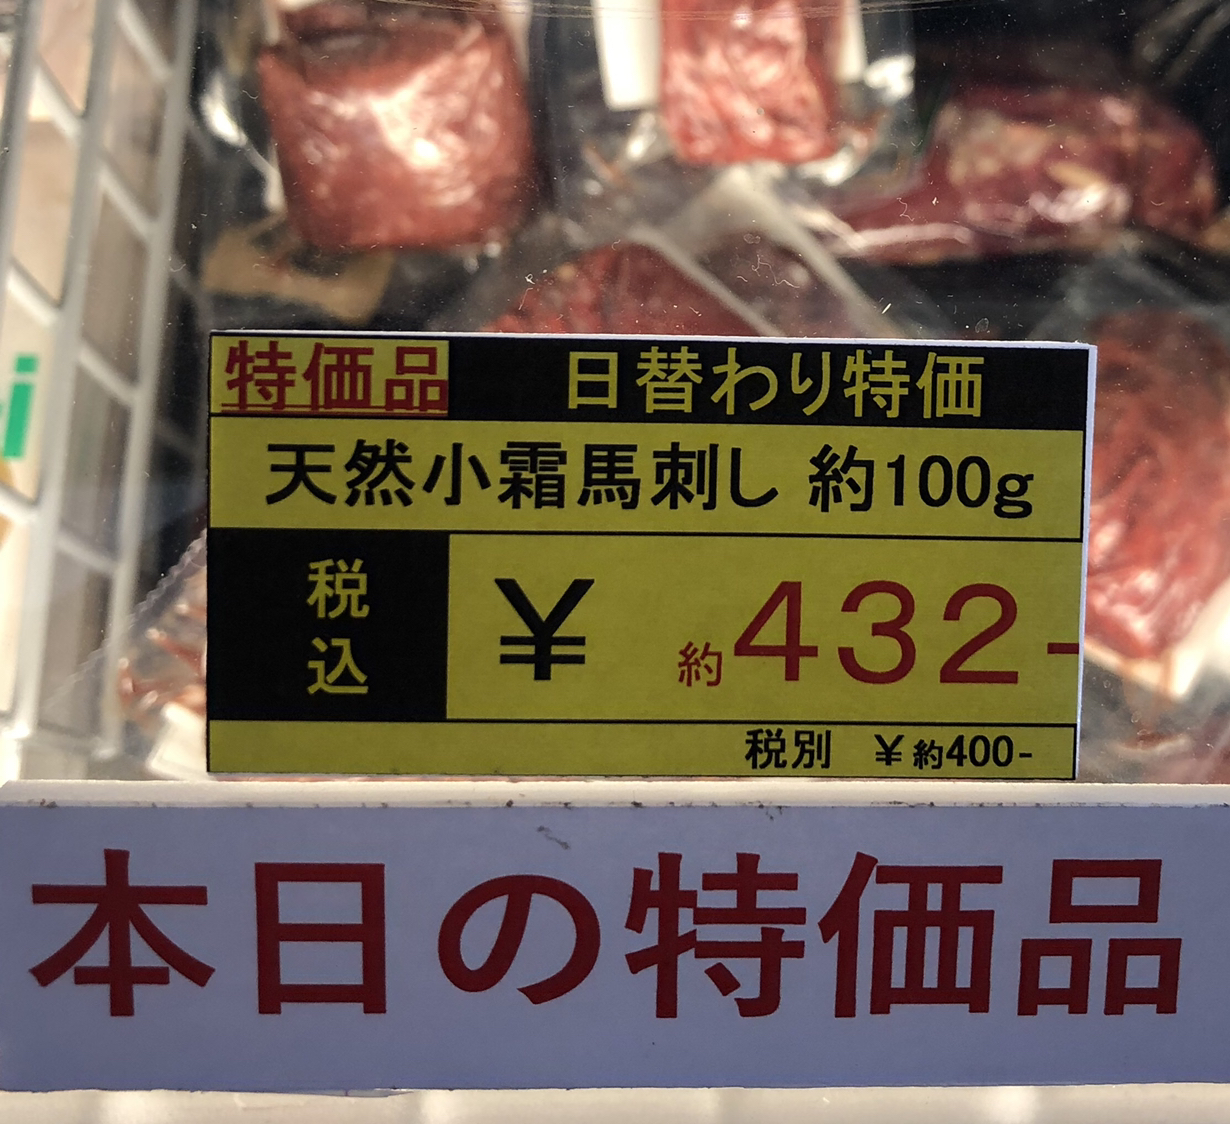 特価品 日替わり特価
天然小霜馬刺し 約100g
税込 ¥ 約432-
税別 ¥約400-
本日の特価品